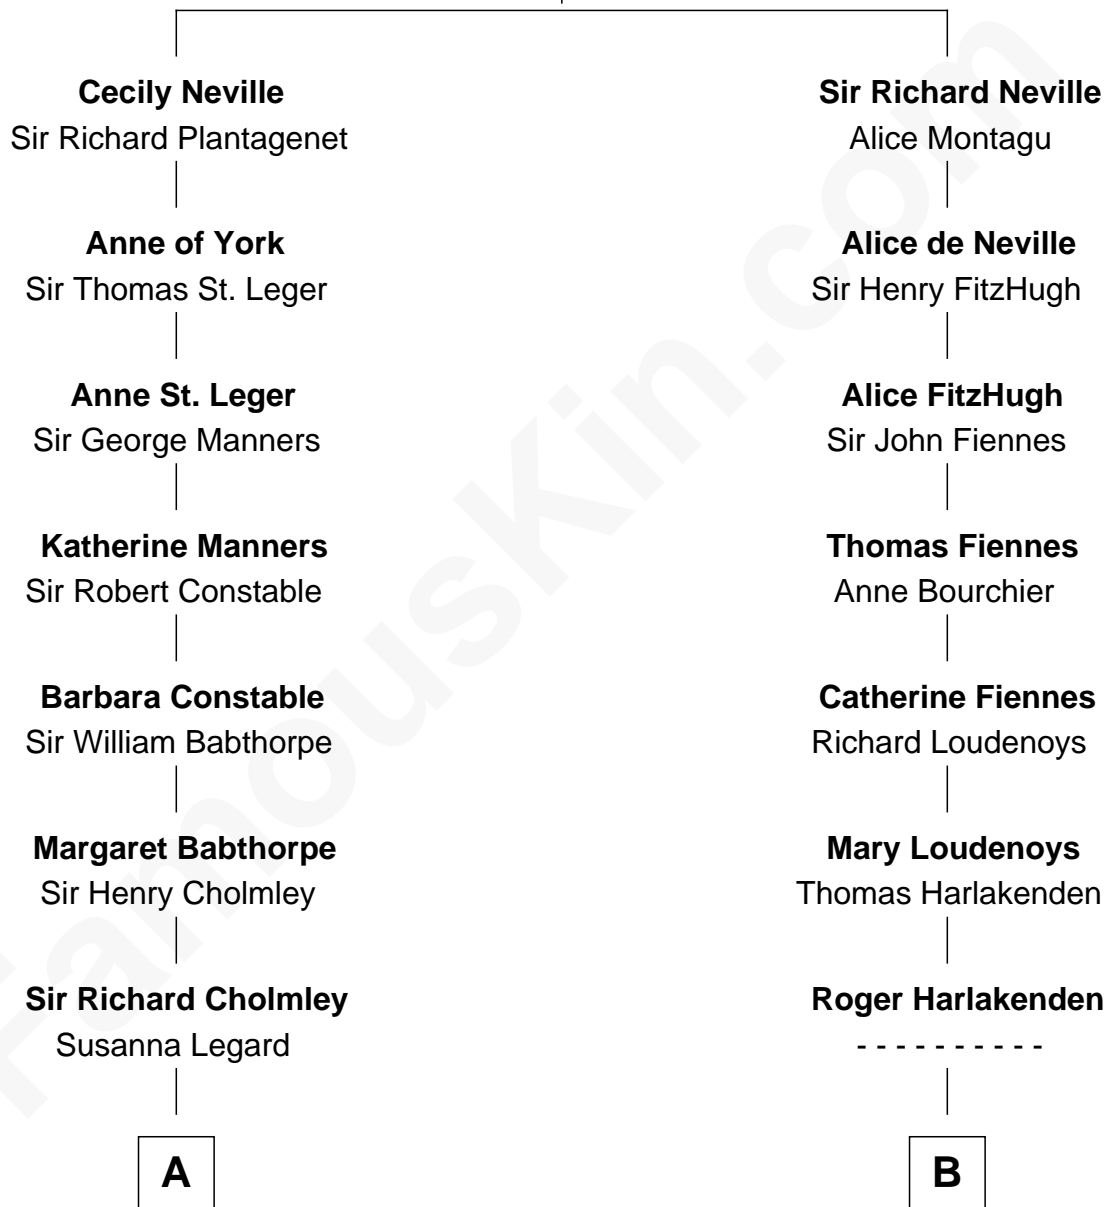 Cecily Neville
Sir Richard Plantagenet
Anne of York
Sir Thomas St. Leger
Anne St. Leger
Sir George Manners
Katherine Manners
Sir Robert Constable
Barbara Constable
Sir William Babthorpe
Margaret Babthorpe
Sir Henry Cholmley
Sir Richard Cholmley
Susanna Legard
A
Sir Richard Neville
Alice Montagu
Alice de Neville
Sir Henry FitzHugh
Alice FitzHugh
Sir John Fiennes
Thomas Fiennes
Anne Bourchier
Catherine Fiennes
Richard Loudenoys
Mary Loudenoys
Thomas Harlakenden
Roger Harlakenden
- - - - - - - - - -
B
FamousKin.com